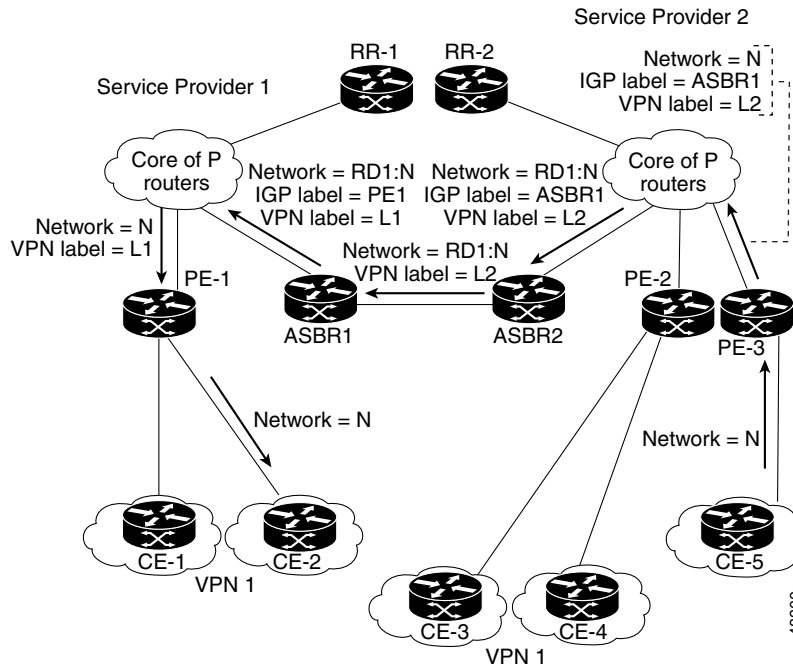 Service Provider 2
RR-1
RR-2
Network = N
IGP label = ASBR1
VPN label = L2
Service Provider 1
Core of P
routers
Network = RD1:N
IGP label = PE1
VPN label = L1
Network = RD1:N
IGP label = ASBR1
VPN label = L2
Core of P
routers
Network = N
VPN label = L1
Network = RD1:N
VPN label = L2
PE-1
ASBR1
ASBR2
PE-2
PE-3
Network = N
Network = N
CE-1
CE-2
VPN 1
CE-5
CE-3
CE-4
VPN 1